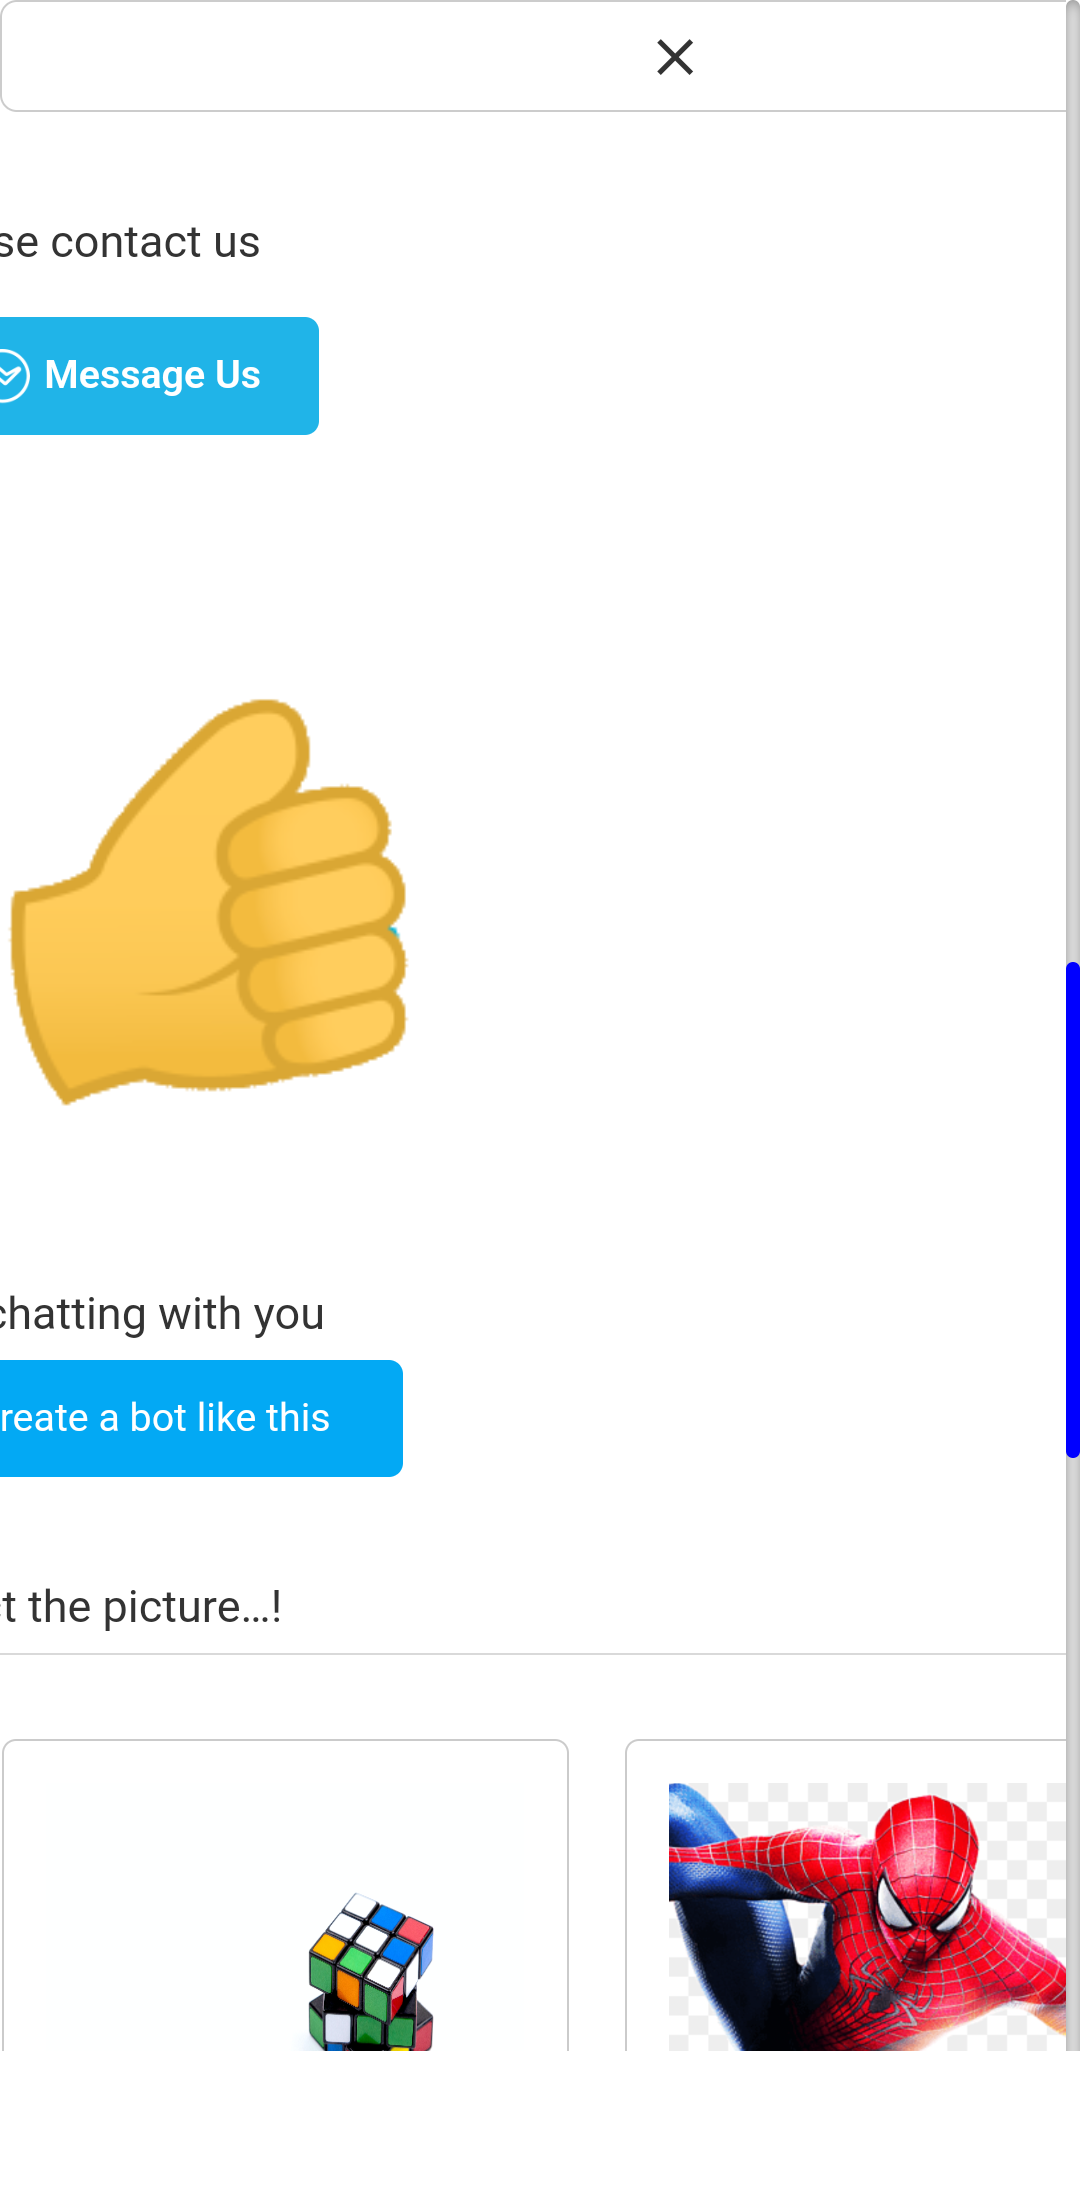 se contact us
Message Us
chatting with you
reate a bot like this
t the picture...!